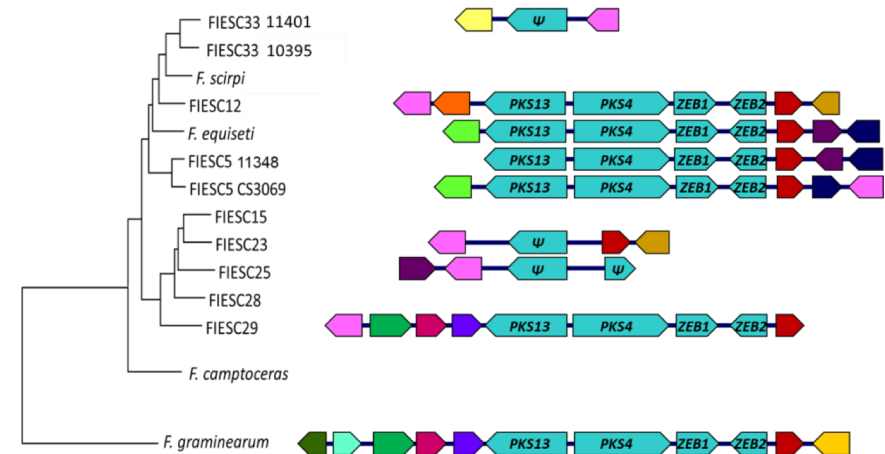 FIESC33 11401 Ψ
FIESC33 10395
F. scirpi
FIESC12 PKS13 PKS4 ZEB1 ZEB2
F. equiseti PKS13 PKS4 ZEB1 ZEB2
FIESC5 11348 PKS13 PKS4 ZEB1 ZEB2
FIESC5 CS3069 PKS13 PKS4 ZEB1 ZEB2
FIESC15
FIESC23 Ψ
FIESC25 Ψ Ψ
FIESC28
FIESC29 PKS13 PKS4 ZEB1 ZEB2
F. camptoceras
F. graminearum PKS13 PKS4 ZEB1 ZEB2